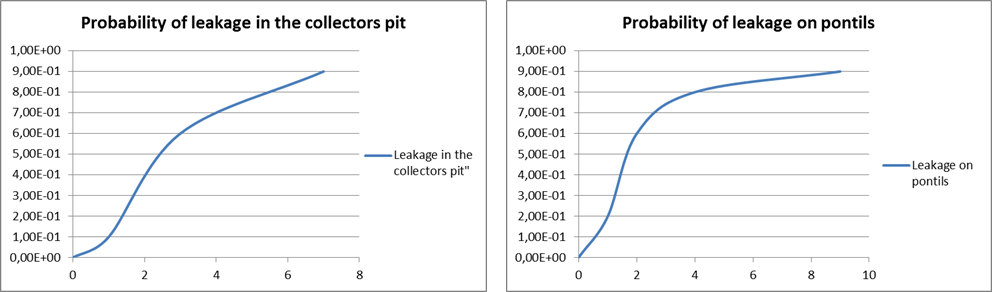 Probability of leakage in the collectors pit
1,00E+00
9,00E-01
8,00E-01
7,00E-01
6,00E-01
5,00E-01
4,00E-01
3,00E-01
2,00E-01
1,00E-01
0,00E+00
0 2 4 6 8
Leakage in the
collectors pit"
Probability of leakage on pontils
1,00E+00
9,00E-01
8,00E-01
7,00E-01
6,00E-01
5,00E-01
4,00E-01
3,00E-01
2,00E-01
1,00E-01
0,00E+00
0 2 4 6 8 10
Leakage on
pontils